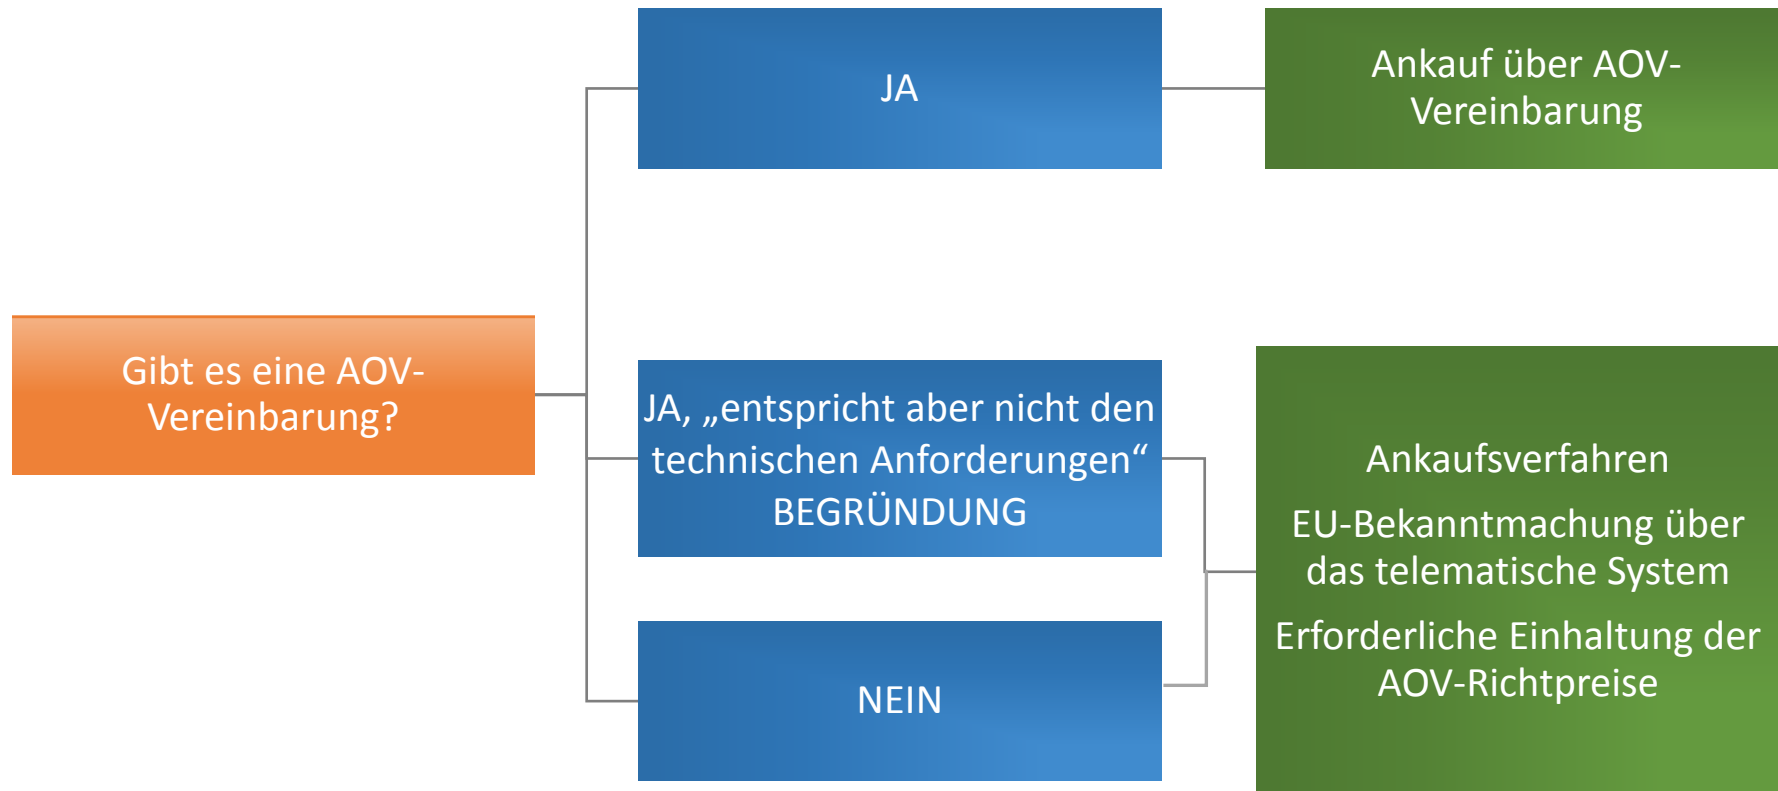 JA
Ankauf über AOV-
Vereinbarung
Gibt es eine AOV-
Vereinbarung?
JA, „entspricht aber nicht den
technischen Anforderungen“
BEGRÜNDUNG
NEIN
Ankaufsverfahren
EU-Bekanntmachung über
das telematische System
Erforderliche Einhaltung der
AOV-Richtpreise